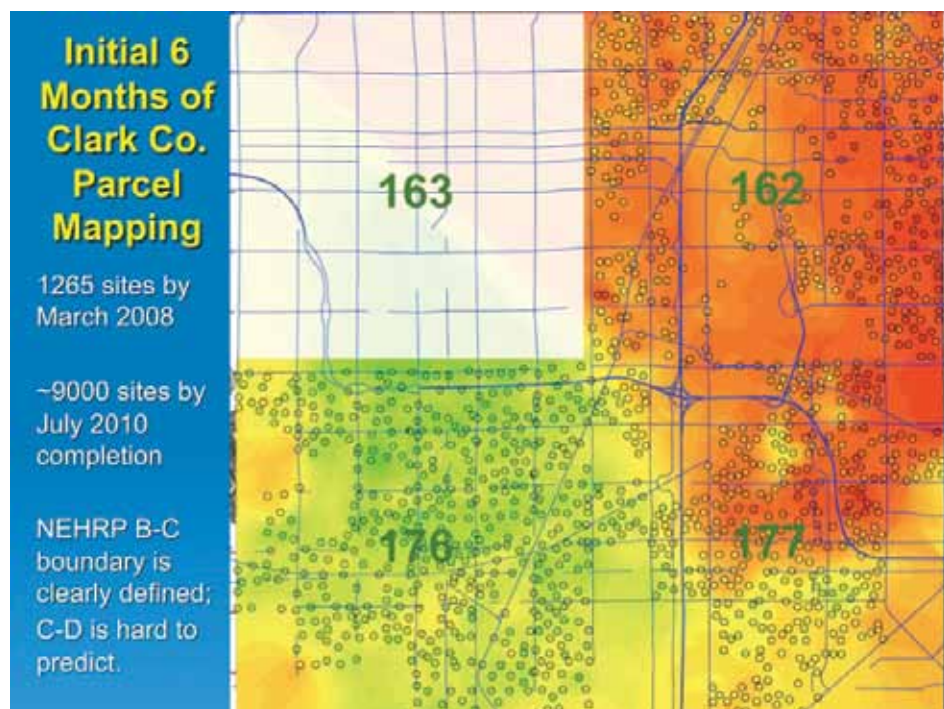 Initial 6
Months of
Clark Co.
Parcel
Mapping
1265 sites by
March 2008
~9000 sites by
July 2010
completion
NEHRP B-C
boundary is
clearly defined;
C-D is hard to
predict.
163
162
176
177